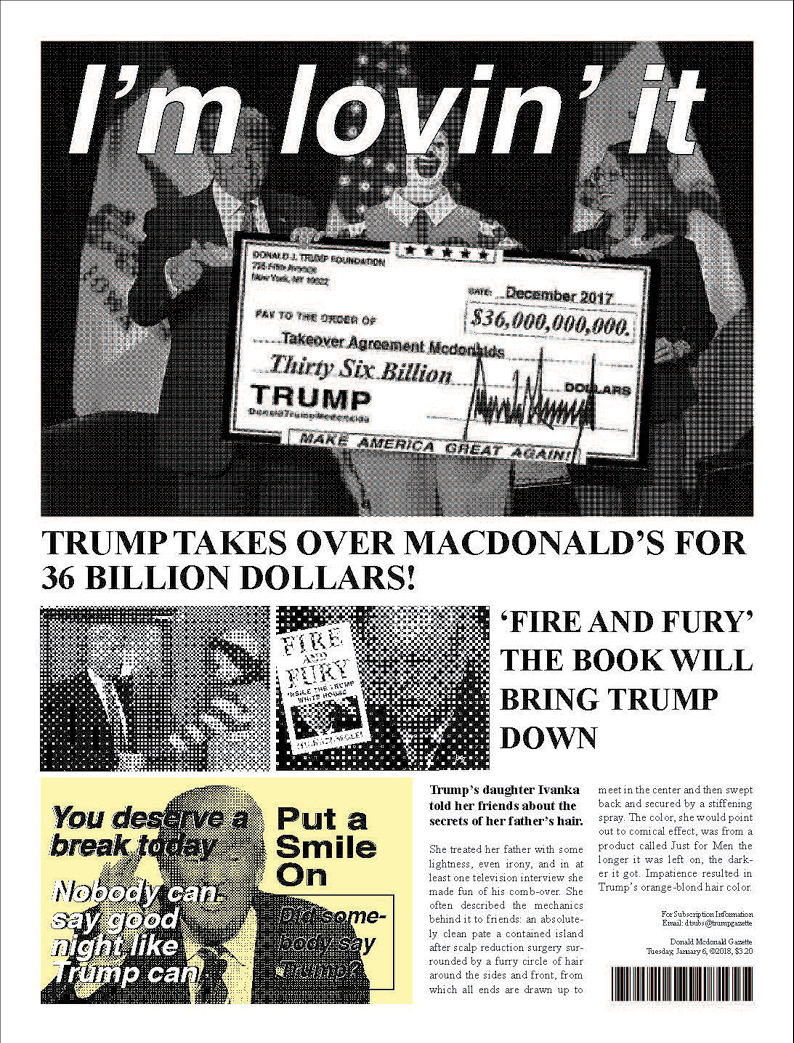 I'm lovin' it
DONALD J. TRUMP FOUNDATION
725 Fifth Avenue
New York, NY 10022
DATE: December 2017
$36,000,000,000.
PAY TO THE ORDER OF
Takeover Agreement Mcdonalds
Thirty Six Billion
DOLLARS
TRUMP
MAKE AMERICA GREAT AGAIN!
TRUMP TAKES OVER MACDONALD'S FOR
36 BILLION DOLLARS!
FIRE
AND
FURY
INSIDE THE TRUMP
WHITE HOUSE
'FIRE AND FURY'
THE BOOK WILL
BRING TRUMP
DOWN
You deserve a
break today
Nobody can
say good
night like
Trump can
Put a
Smile
On
Did some-
body say
Trump?
Trump's daughter Ivanka
told her friends about the
secrets of her father's hair.
She treated her father with some
lightness, even irony, and in at
least one television interview she
made fun of his comb-over. She
often described the mechanics
behind it to friends: an absolute-
ly clean pate a contained island
after scalp reduction surgery sur-
rounded by a furry circle of hair
around the sides and front, from
which all ends are drawn up to
meet in the center and then swept
back and secured by a stiffening
spray. The color, she would point
out to comical effect, was from a
product called Just for Men the
longer it was left on, the dark-
er it got. Impatience resulted in
Trump's orange-blond hair color.
For Subscription Information
Email: dtsubs@trumpgazette
Donald Mcdonald Gazette
Tuesday, January 6, ©2018, $3.20